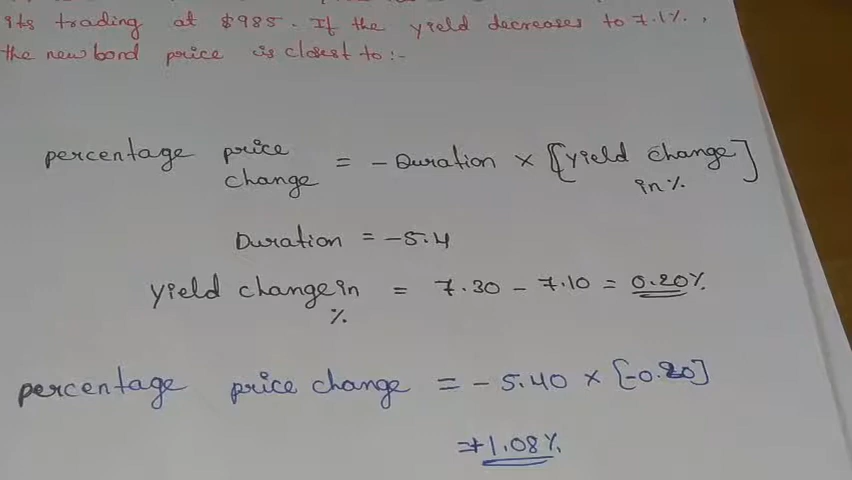 its trading at $985. If the yield decreases to 7.1%,
the new bond price is closest to :-
percentage price change = - Duration × [yield change in %]
Duration = -5.4
yield change in % = 7.30 - 7.10 = 0.20%
percentage price change = - 5.40 × [-0.20]
=+1.08%